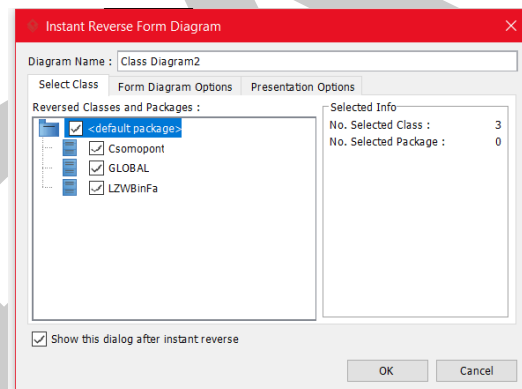 Instant Reverse Form Diagram
Diagram Name : Class Diagram2
Select Class Form Diagram Options Presentation Options
Reversed Classes and Packages :
<default package>
Csomopont
GLOBAL
LZWBinFa
Selected Info
No. Selected Class : 3
No. Selected Package : 0
Show this dialog after instant reverse
OK Cancel